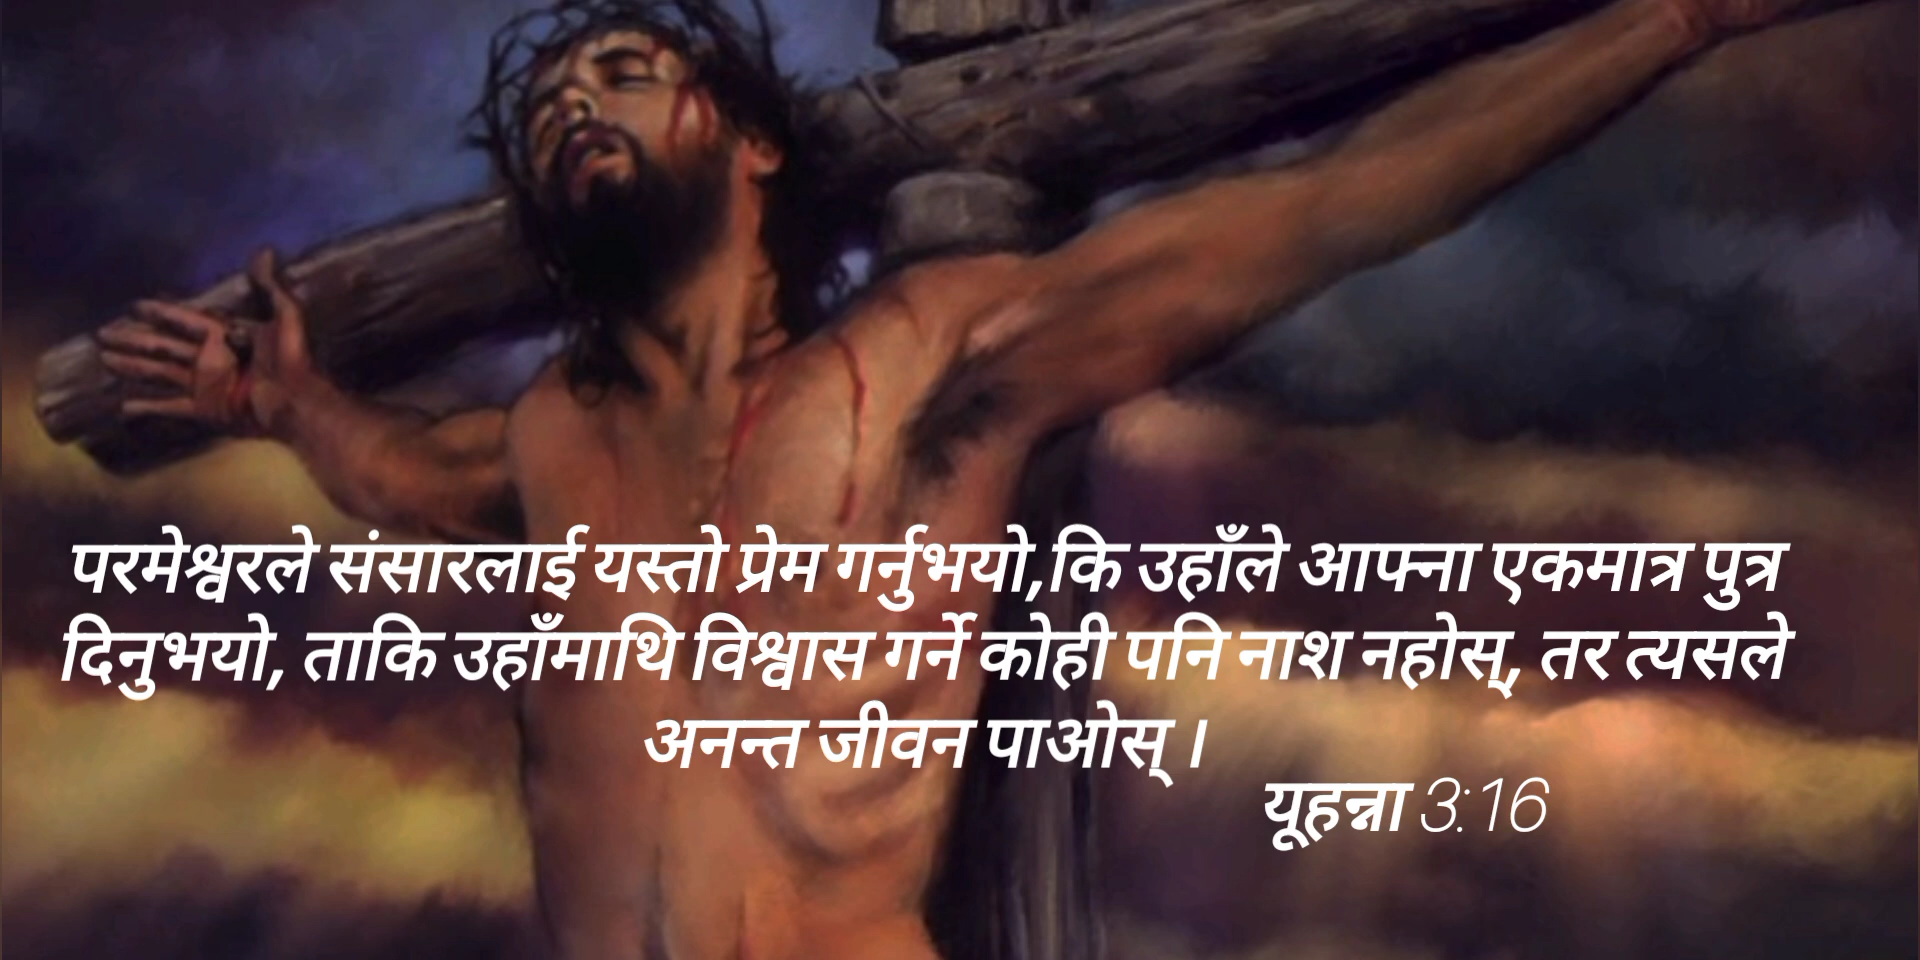 परमेश्वरले संसारलाई यस्तो प्रेम गर्नुभयो,कि उहाँले आफ्ना एकमात्र पुत्र
दिनुभयो, ताकि उहाँमाथि विश्वास गर्ने कोही पनि नाश नहोस्, तर त्यसले
अनन्त जीवन पाओस् ।
यूहन्ना 3:16